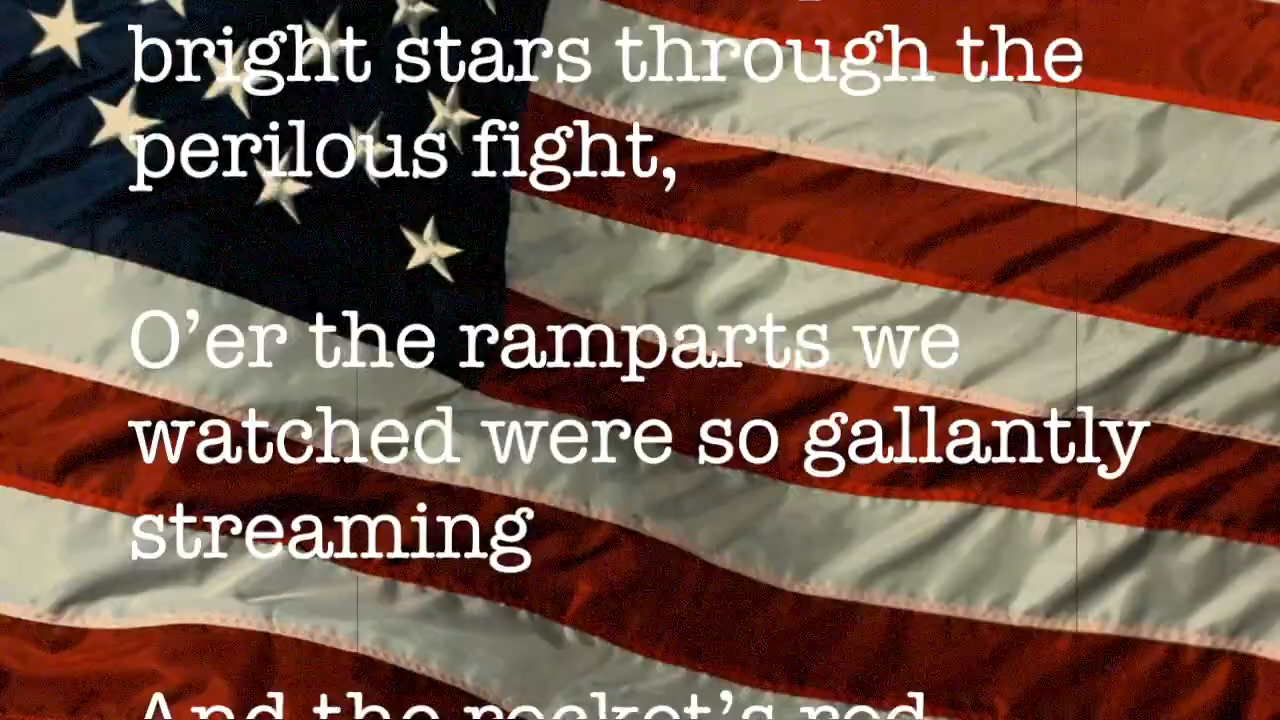 bright stars through the
perilous fight,
O’er the ramparts we
watched were so gallantly
streaming
And the rocket’s red